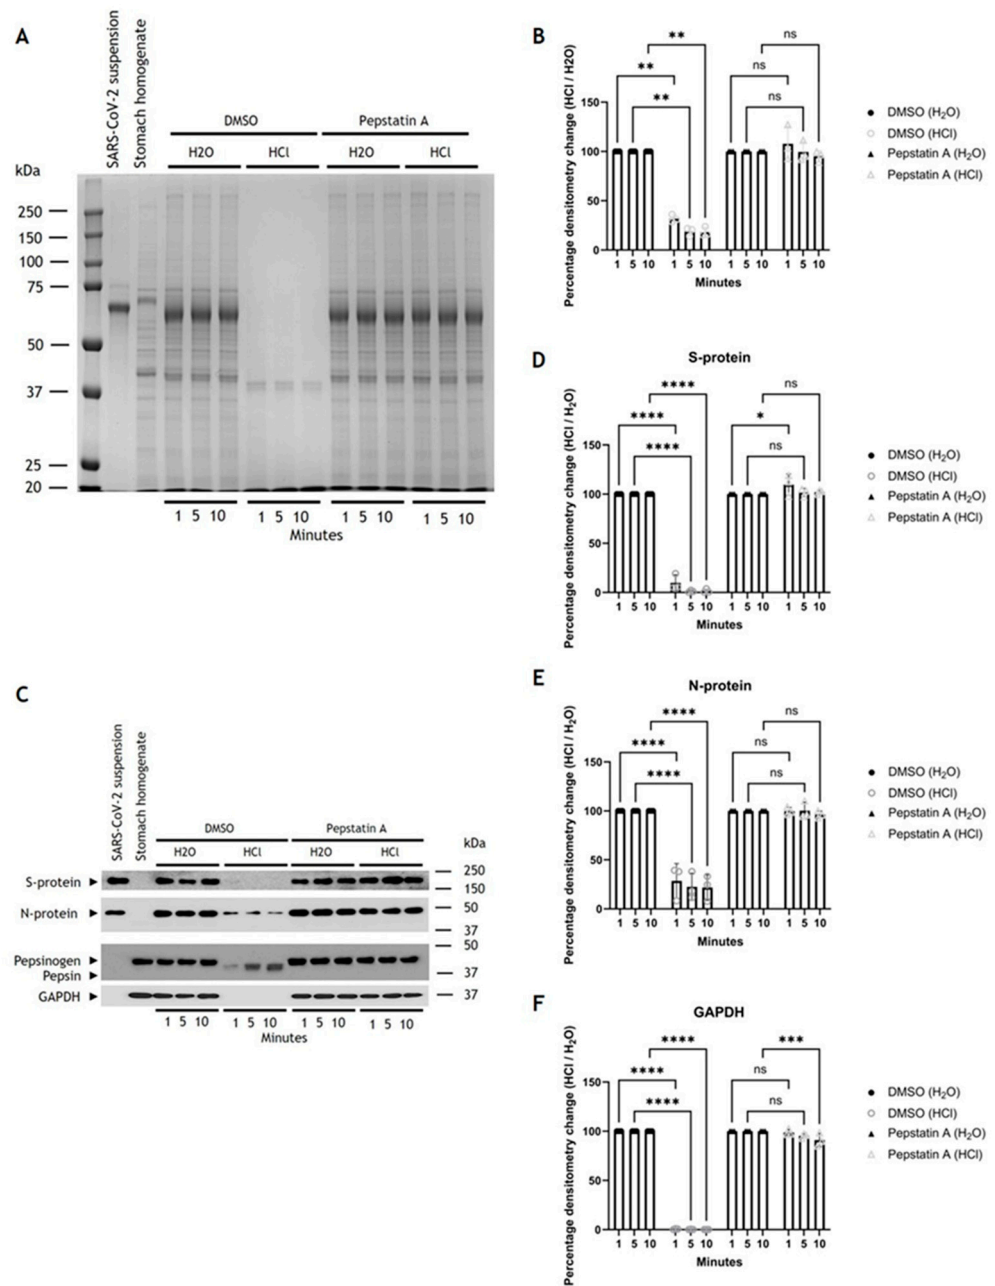 A
SARS-CoV-2 suspension
Stomach homogenate
DMSO
Pepstatin A
H2O
HCl
H2O
HCl
kDa
250
150
100
75
50
37
25
20
1 5 10
1 5 10
1 5 10
1 5 10
Minutes
B
Percentage densitometry change (HCl / H2O)
150
100
50
0
**
**
**
ns
ns
ns
1 5 10
1 5 10
1 5 10
1 5 10
Minutes
DMSO (H₂O)
DMSO (HCl)
Pepstatin A (H₂O)
Pepstatin A (HCl)
C
SARS-CoV-2 suspension
Stomach homogenate
DMSO
Pepstatin A
H2O
HCl
H2O
HCl
kDa
S-protein
250
150
N-protein
50
37
Pepsinogen
Pepsin
50
37
GAPDH
37
1 5 10
1 5 10
1 5 10
1 5 10
Minutes
D
S-protein
Percentage densitometry change (HCl / H₂O)
150
100
50
0
****
****
****
ns
*
ns
1 5 10
1 5 10
1 5 10
1 5 10
Minutes
DMSO (H₂O)
DMSO (HCl)
Pepstatin A (H₂O)
Pepstatin A (HCl)
E
N-protein
Percentage densitometry change (HCl / H₂O)
150
100
50
0
****
****
****
ns
ns
ns
1 5 10
1 5 10
1 5 10
1 5 10
Minutes
DMSO (H₂O)
DMSO (HCl)
Pepstatin A (H₂O)
Pepstatin A (HCl)
F
GAPDH
Percentage densitometry change (HCl / H₂O)
150
100
50
0
****
****
****
***
ns
ns
1 5 10
1 5 10
1 5 10
1 5 10
Minutes
DMSO (H₂O)
DMSO (HCl)
Pepstatin A (H₂O)
Pepstatin A (HCl)